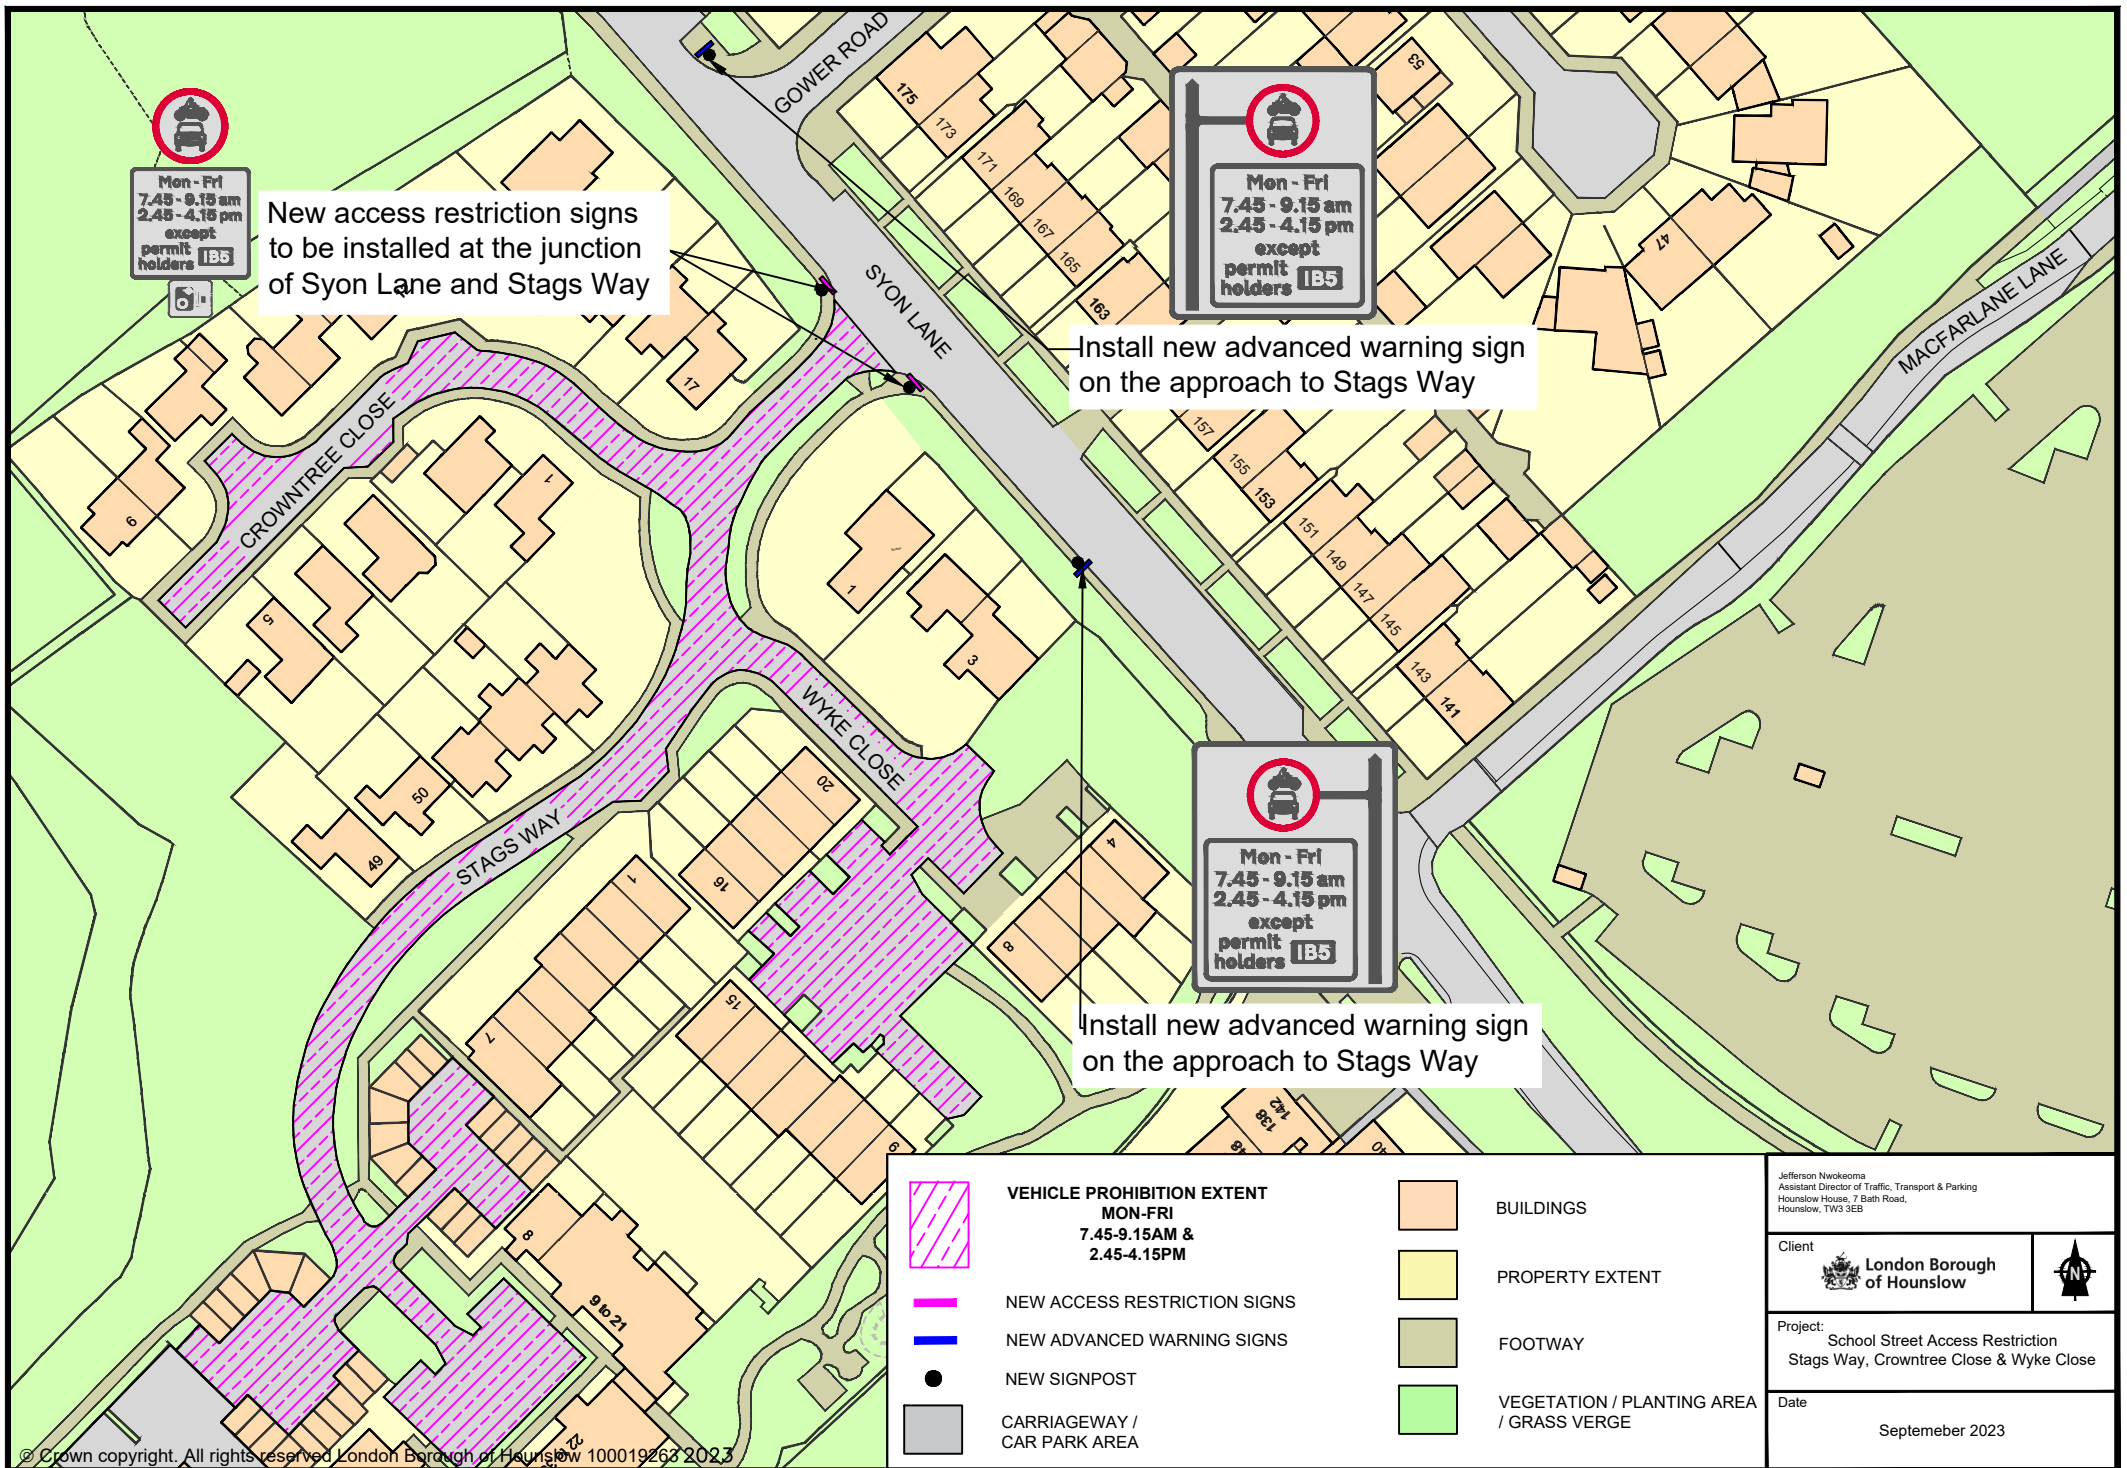 GOWER ROAD
175
173
171
169
167
165
163
53
47
Mon - Fri
7.45 - 9.15 am
2.45 - 4.15 pm
except
permit
holders IB5
New access restriction signs
to be installed at the junction
of Syon Lane and Stags Way
Mon - Fri
7.45 - 9.15 am
2.45 - 4.15 pm
except
permit
holders IB5
SYON LANE
MACFARLANE LANE
Install new advanced warning sign
on the approach to Stags Way
17
157
155
153
151
149
147
145
143
141
CROWNTREE CLOSE
6
1
5
1
3
WYKE CLOSE
50
49
STAGS WAY
20
16
1
7
4
8
15
9
Mon - Fri
7.45 - 9.15 am
2.45 - 4.15 pm
except
permit
holders IB5
Install new advanced warning sign
on the approach to Stags Way
142
138
48
40
8
9 to 21
22
VEHICLE PROHIBITION EXTENT
MON-FRI
7.45-9.15AM &
2.45-4.15PM
NEW ACCESS RESTRICTION SIGNS
NEW ADVANCED WARNING SIGNS
NEW SIGNPOST
CARRIAGEWAY /
CAR PARK AREA
BUILDINGS
PROPERTY EXTENT
FOOTWAY
VEGETATION / PLANTING AREA
/ GRASS VERGE
Jefferson Nwokeoma
Assistant Director of Traffic, Transport & Parking
Hounslow House, 7 Bath Road,
Hounslow, TW3 3EB
Client
London Borough
of Hounslow
N
Project:
School Street Access Restriction
Stags Way, Crowntree Close & Wyke Close
Date
Septemeber 2023
© Crown copyright. All rights reserved London Borough of Hounslow 100019263 2023